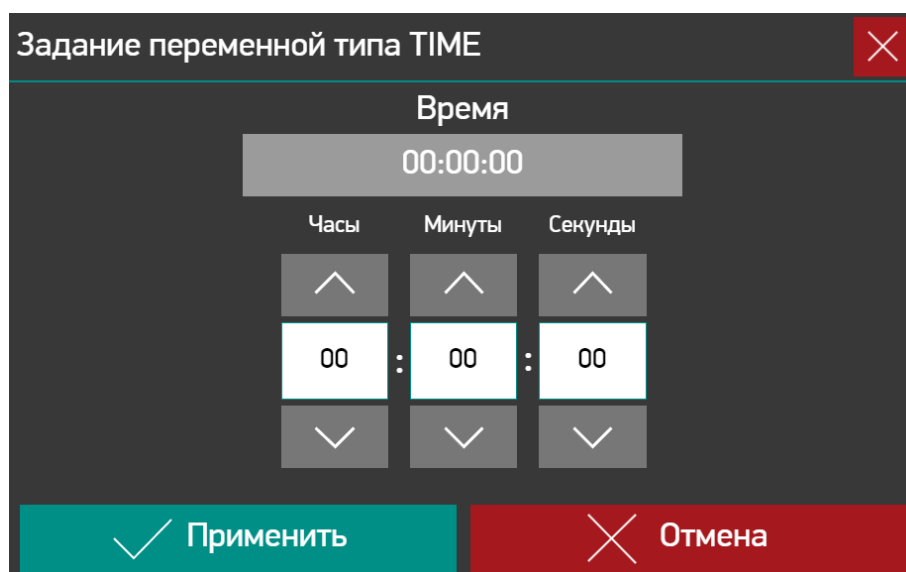 Задание переменной типа TIME
Время
00:00:00
Часы Минуты Секунды
00 : 00 : 00
Применить Отмена